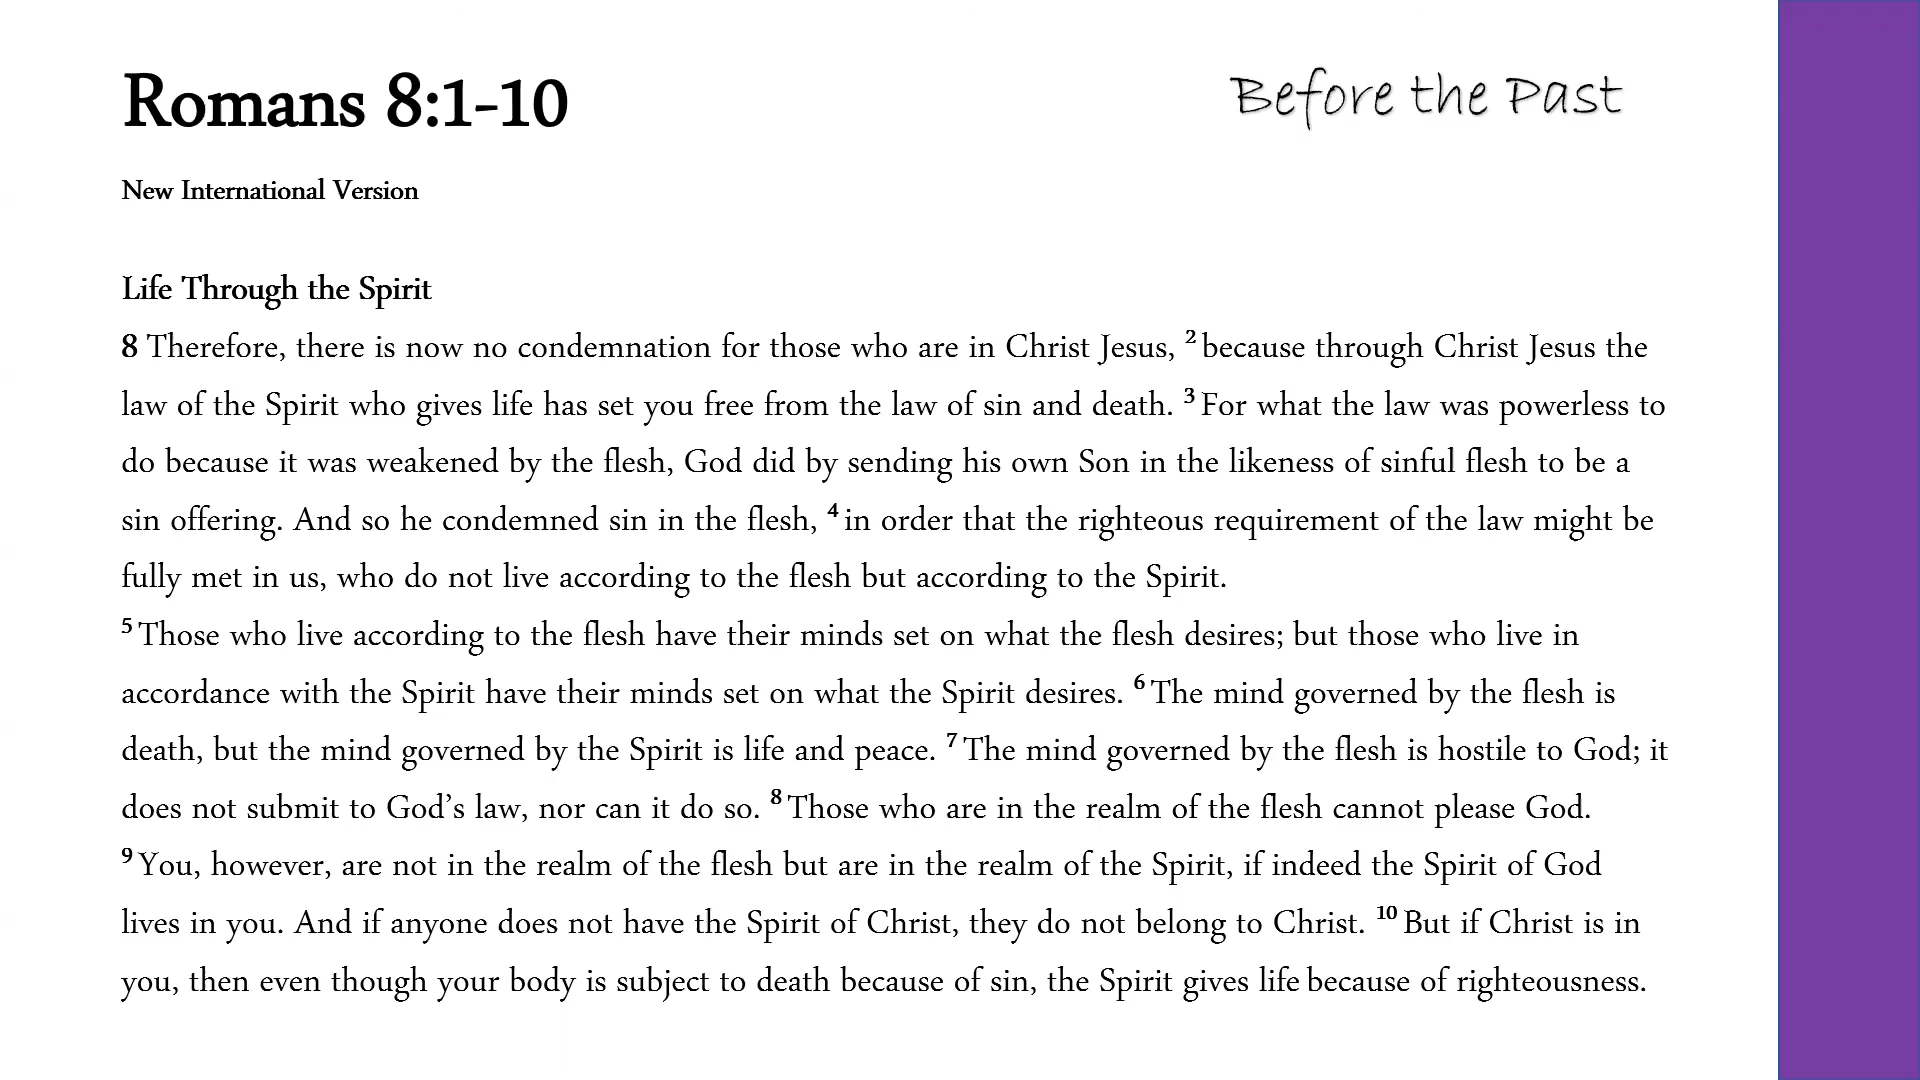 Romans 8:1-10
Before the Past
New International Version
Life Through the Spirit
8 Therefore, there is now no condemnation for those who are in Christ Jesus, 2 because through Christ Jesus the
law of the Spirit who gives life has set you free from the law of sin and death. 3 For what the law was powerless to
do because it was weakened by the flesh, God did by sending his own Son in the likeness of sinful flesh to be a
sin offering. And so he condemned sin in the flesh, 4 in order that the righteous requirement of the law might be
fully met in us, who do not live according to the flesh but according to the Spirit.
5 Those who live according to the flesh have their minds set on what the flesh desires; but those who live in
accordance with the Spirit have their minds set on what the Spirit desires. 6 The mind governed by the flesh is
death, but the mind governed by the Spirit is life and peace. 7 The mind governed by the flesh is hostile to God; it
does not submit to God’s law, nor can it do so. 8 Those who are in the realm of the flesh cannot please God.
9 You, however, are not in the realm of the flesh but are in the realm of the Spirit, if indeed the Spirit of God
lives in you. And if anyone does not have the Spirit of Christ, they do not belong to Christ. 10 But if Christ is in
you, then even though your body is subject to death because of sin, the Spirit gives life because of righteousness.